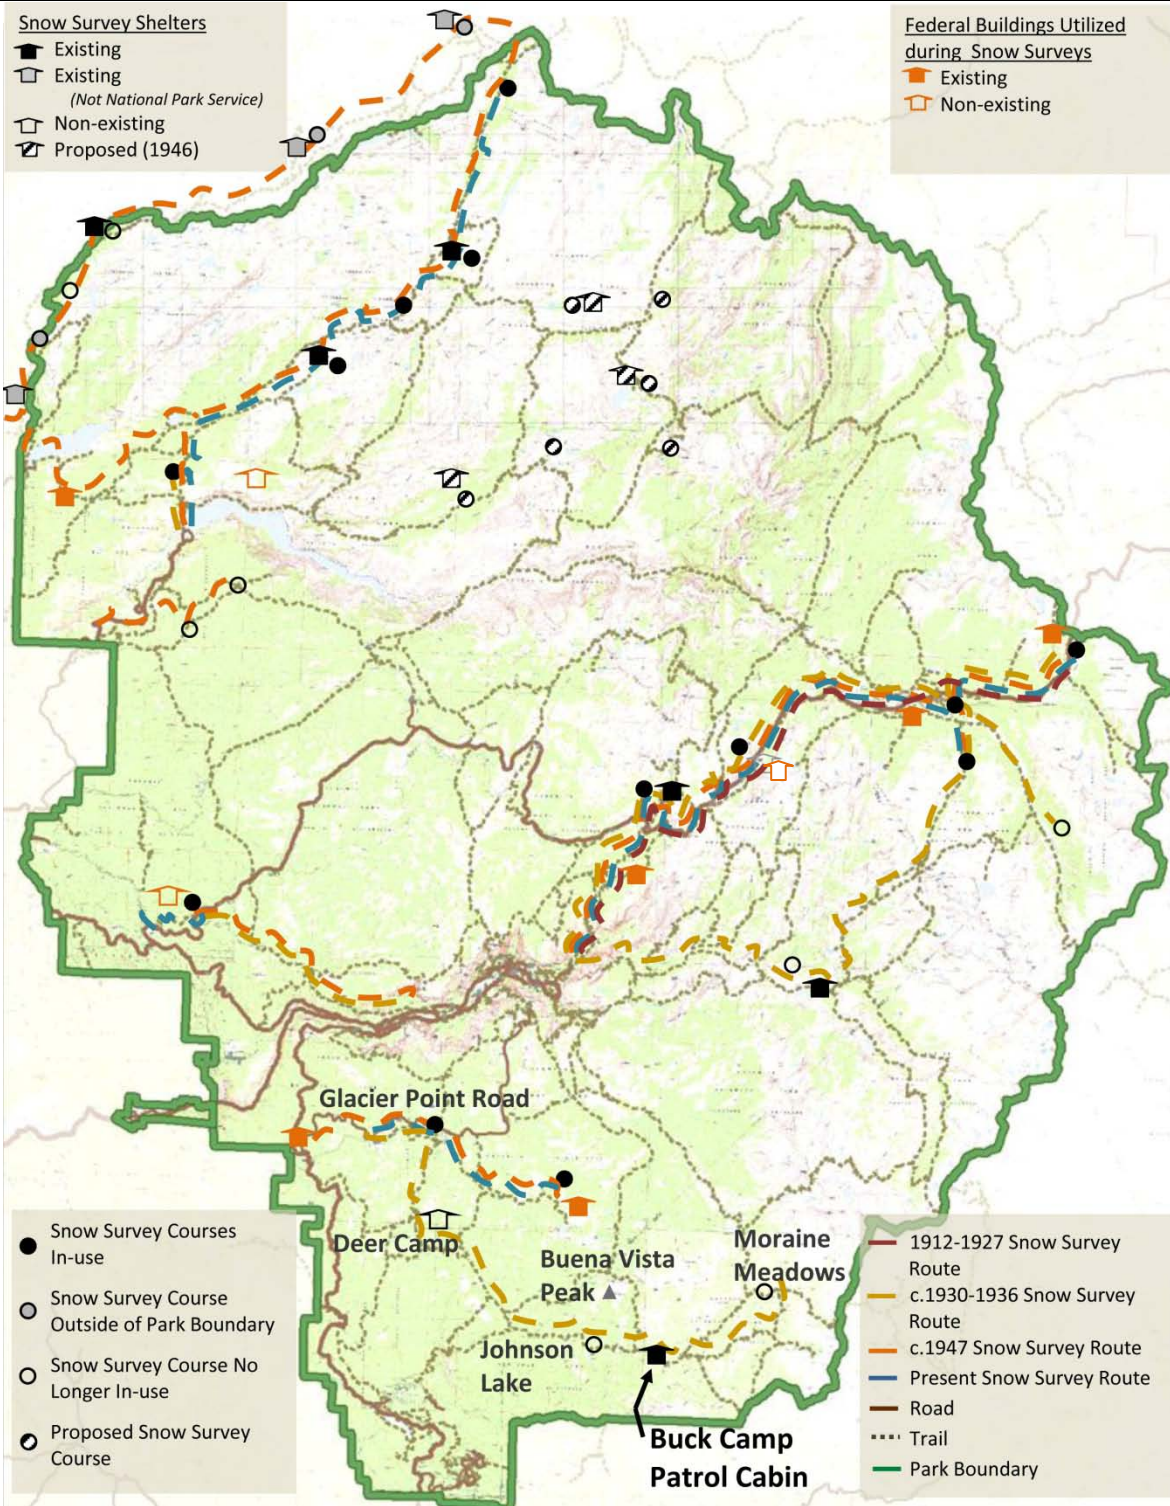 Snow Survey Shelters
Existing
Existing
(Not National Park Service)
Non-existing
Proposed (1946)
Federal Buildings Utilized
during Snow Surveys
Existing
Non-existing
Glacier Point Road
Deer Camp
Buena Vista
Peak
Moraine
Meadows
Johnson
Lake
Buck Camp
Patrol Cabin
Snow Survey Courses
In-use
Snow Survey Course
Outside of Park Boundary
Snow Survey Course No
Longer In-use
Proposed Snow Survey
Course
1912-1927 Snow Survey
Route
c.1930-1936 Snow Survey
Route
c.1947 Snow Survey Route
Present Snow Survey Route
Road
Trail
Park Boundary